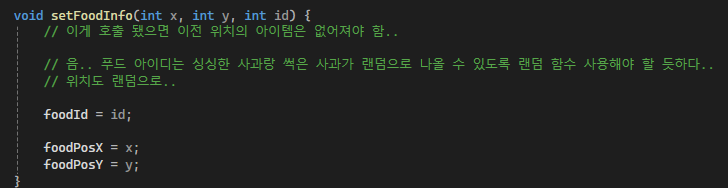 void setFoodInfo(int x, int y, int id) {
// 이게 호출 됐으면 이전 위치의 아이템은 없어져야 함..
// 음.. 푸드 아이디는 싱싱한 사과랑 썩은 사과가 랜덤으로 나올 수 있도록 랜덤 함수 사용해야 할 듯하다..
// 위치도 랜덤으로..
foodId = id;
foodPosX = x;
foodPosY = y;
}